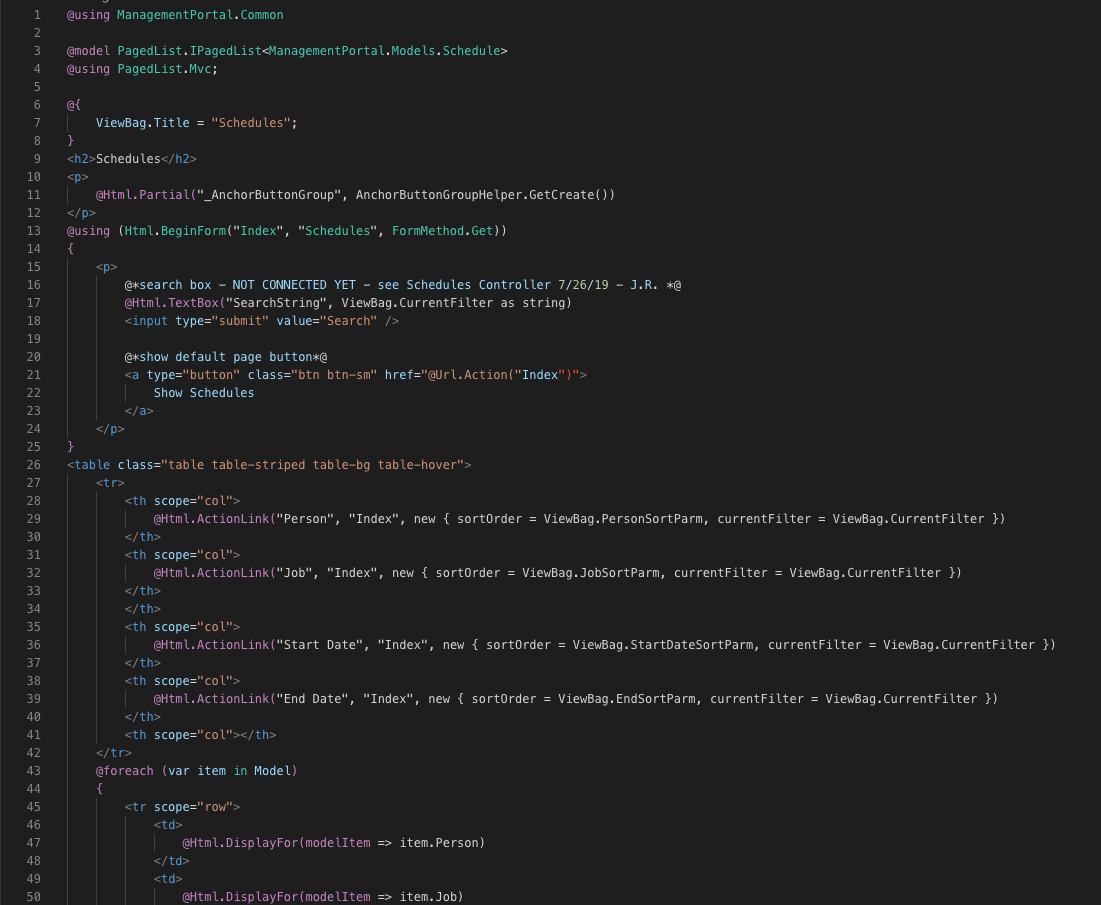 1 @using ManagementPortal.Common
2
3 @model PagedList.IPagedList<ManagementPortal.Models.Schedule>
4 @using PagedList.Mvc;
5
6 @{
7     ViewBag.Title = "Schedules";
8 }
9 <h2>Schedules</h2>
10 <p>
11     @Html.Partial("_AnchorButtonGroup", AnchorButtonGroupHelper.GetCreate())
12 </p>
13 @using (Html.BeginForm("Index", "Schedules", FormMethod.Get))
14 {
15     <p>
16         @*search box - NOT CONNECTED YET - see Schedules Controller 7/26/19 - J.R. *@
17         @Html.TextBox("SearchString", ViewBag.CurrentFilter as string)
18         <input type="submit" value="Search" />
19
20         @*show default page button*@
21         <a type="button" class="btn btn-sm" href="@Url.Action("Index")">
22             Show Schedules
23         </a>
24     </p>
25 }
26 <table class="table table-striped table-bg table-hover">
27     <tr>
28         <th scope="col">
29             @Html.ActionLink("Person", "Index", new { sortOrder = ViewBag.PersonSortParm, currentFilter = ViewBag.CurrentFilter })
30         </th>
31         <th scope="col">
32             @Html.ActionLink("Job", "Index", new { sortOrder = ViewBag.JobSortParm, currentFilter = ViewBag.CurrentFilter })
33         </th>
34         </th>
35         <th scope="col">
36             @Html.ActionLink("Start Date", "Index", new { sortOrder = ViewBag.StartDateSortParm, currentFilter = ViewBag.CurrentFilter })
37         </th>
38         <th scope="col">
39             @Html.ActionLink("End Date", "Index", new { sortOrder = ViewBag.EndSortParm, currentFilter = ViewBag.CurrentFilter })
40         </th>
41         <th scope="col"></th>
42     </tr>
43     @foreach (var item in Model)
44     {
45         <tr scope="row">
46             <td>
47                 @Html.DisplayFor(modelItem => item.Person)
48             </td>
49             <td>
50                 @Html.DisplayFor(modelItem => item.Job)